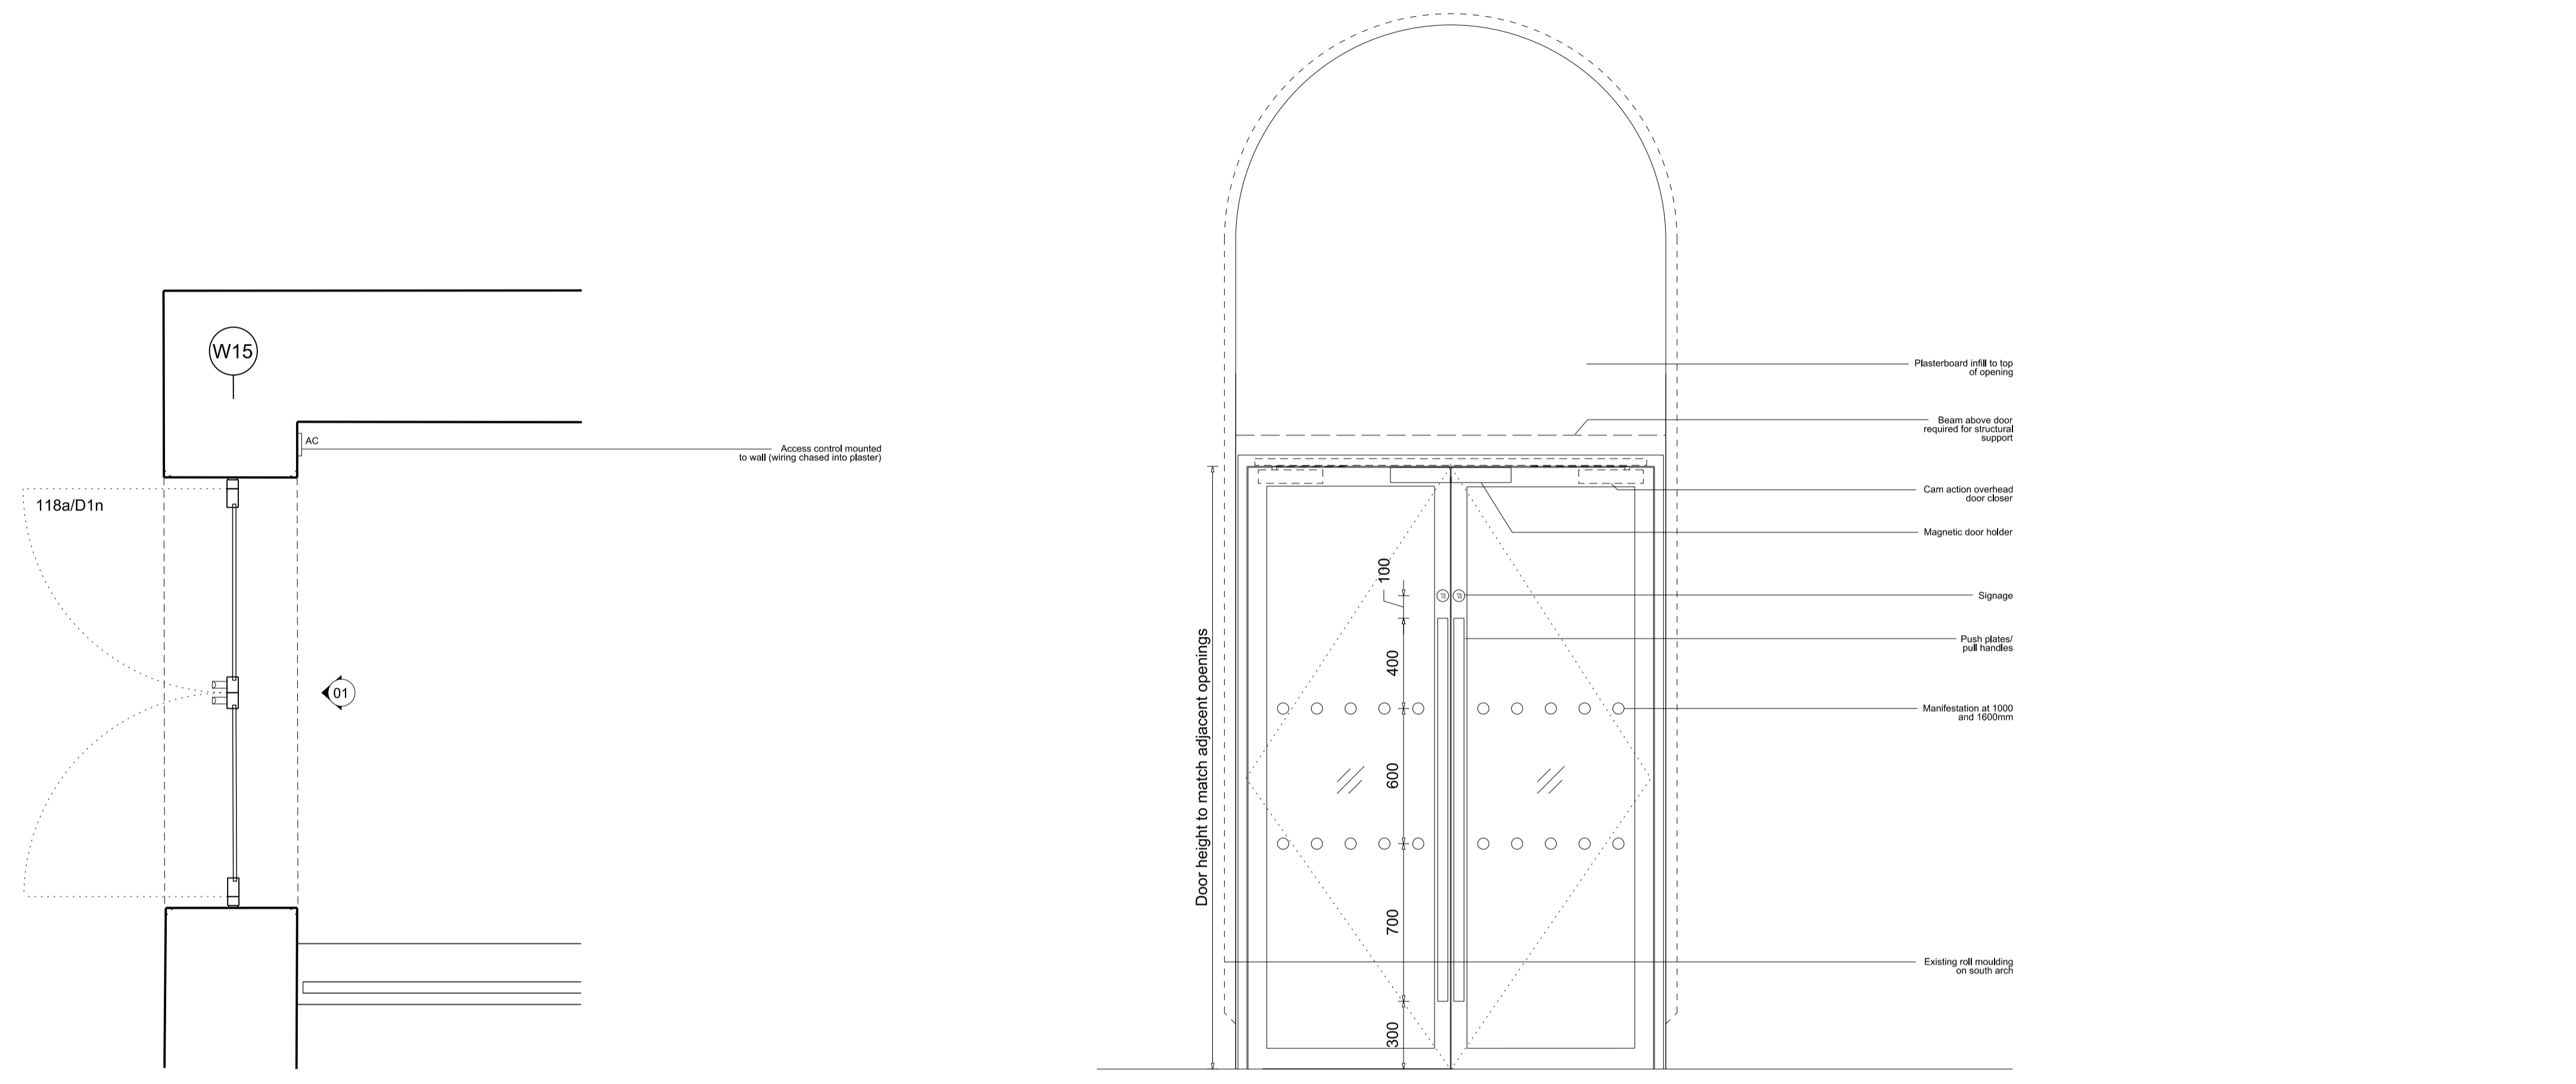 W15
AC
Access control mounted
to wall (wiring chased into plaster)
118a/D1n
01
Plasterboard infill to top
of opening
Beam above door
required for structural
support
Cam action overhead
door closer
Magnetic door holder
100
Signage
Push plates/
pull handles
400
Door height to match adjacent openings
Manifestation at 1000
and 1600mm
600
700
Existing roll moulding
on south arch
300